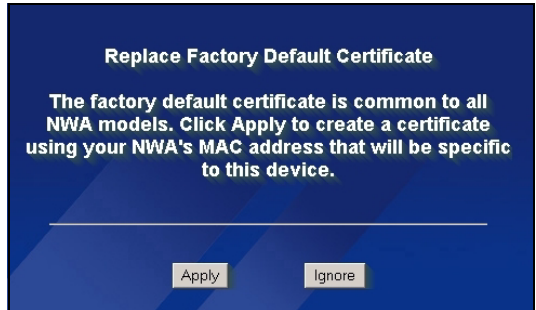 Replace Factory Default Certificate
The factory default certificate is common to all
NWA models. Click Apply to create a certificate
using your NWA's MAC address that will be specific
to this device.
Apply
Ignore